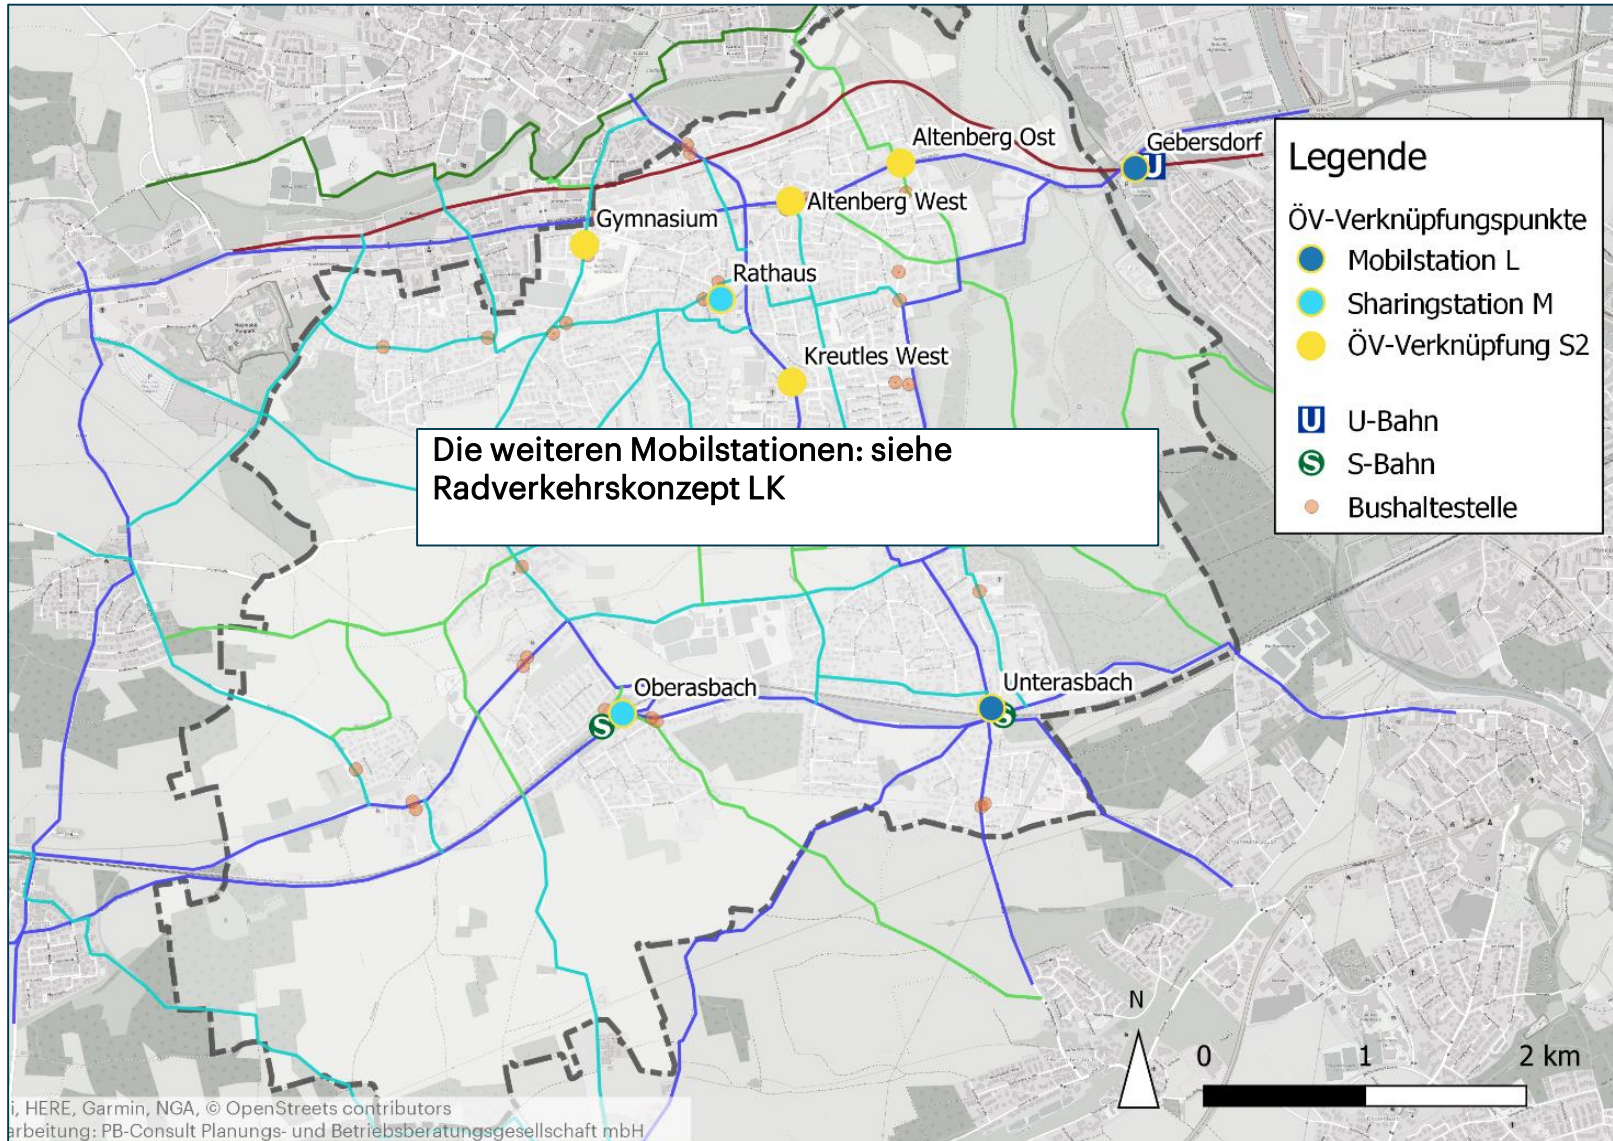 Altenberg Ost
Gebersdorf
U
Altenberg West
Gymnasium
Rathaus
Kreutles West
Die weiteren Mobilstationen: siehe
Radverkehrskonzept LK
Oberasbach
S
Unterasbach
S
Legende
ÖV-Verknüpfungspunkte
Mobilstation L
Sharingstation M
ÖV-Verknüpfung S2
U U-Bahn
S S-Bahn
Bushaltestelle
N
0 1 2 km
i, HERE, Garmin, NGA, © OpenStreets contributors
arbeitung: PB-Consult Planungs- und Betriebsberatungsgesellschaft mbH